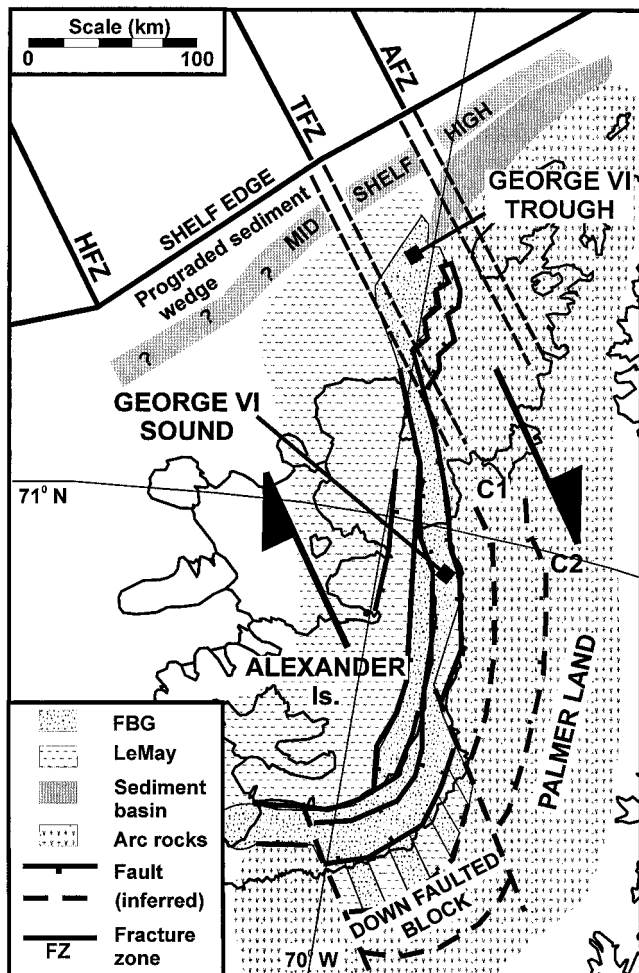 Scale (km)
0 100
TFZ
AFZ
HFZ
SHELF EDGE
Prograded sediment
wedge
? ? ?
MID SHELF HIGH
GEORGE VI
TROUGH
GEORGE VI
SOUND
71⁰ N
C1
C2
ALEXANDER
Is.
PALMER LAND
DOWN FAULTED
BLOCK
70⁰ W
FBG
LeMay
Sediment
basin
Arc rocks
Fault
(inferred)
Fracture
zone
FZ